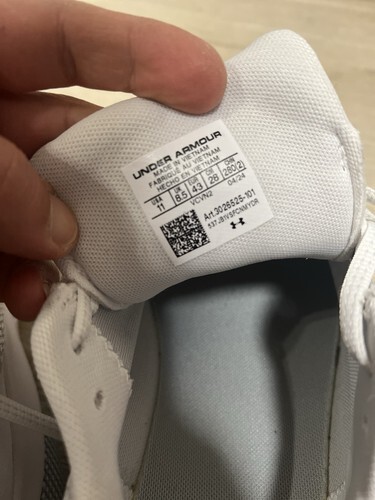 UNDER ARMOUR
MADE IN VIETNAM
FABRIQUÉ AU VIETNAM
HECHO EN VIETNAM
USA UK EUR CM CHN
11 8.5 43 28 280(2)
VCVN2 04/24
Art.3026525-101